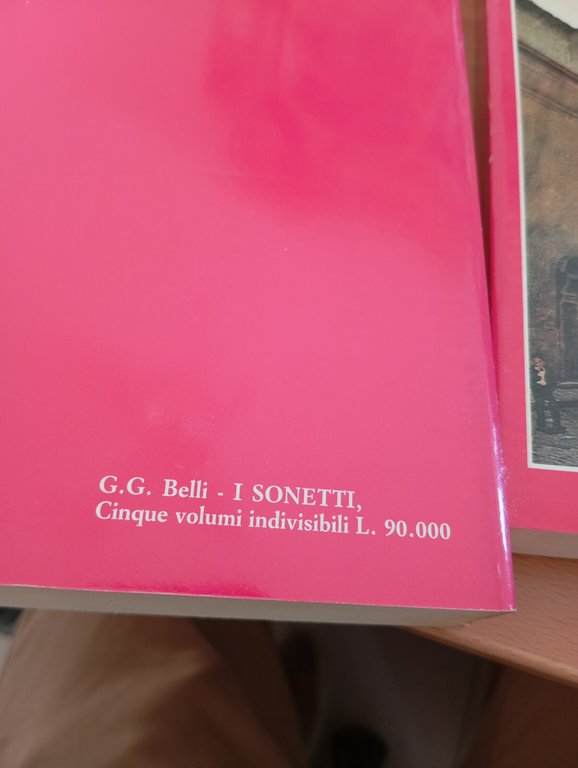 G.G. Belli - I SONETTI,
Cinque volumi indivisibili L. 90.000